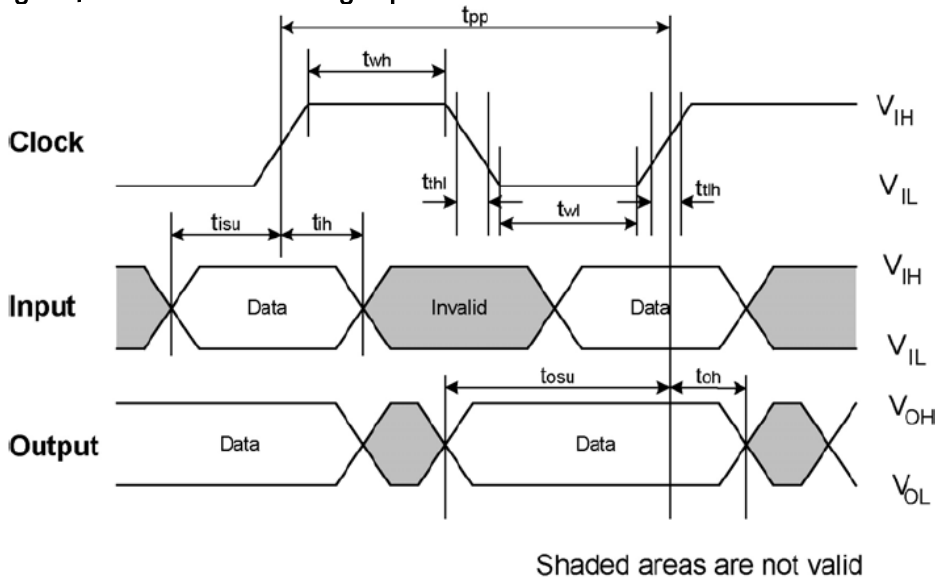 tpp
twh
Clock
VIH
tthl
ttlh
VIL
twl
tisu
tih
Input
Data
Invalid
Data
VIH
VIL
tosu
toh
Output
Data
Data
VOH
VOL
Shaded areas are not valid